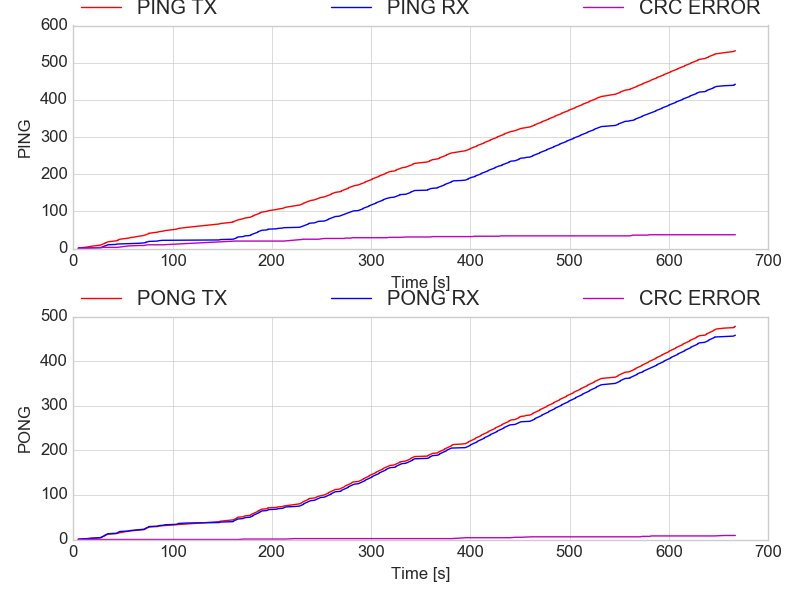 PING TX PING RX CRC ERROR
600
500
400
300
200
100
0
PING
0 100 200 300 400 500 600 700
Time [s]
PONG TX PONG RX CRC ERROR
500
400
300
200
100
0
PONG
0 100 200 300 400 500 600 700
Time [s]